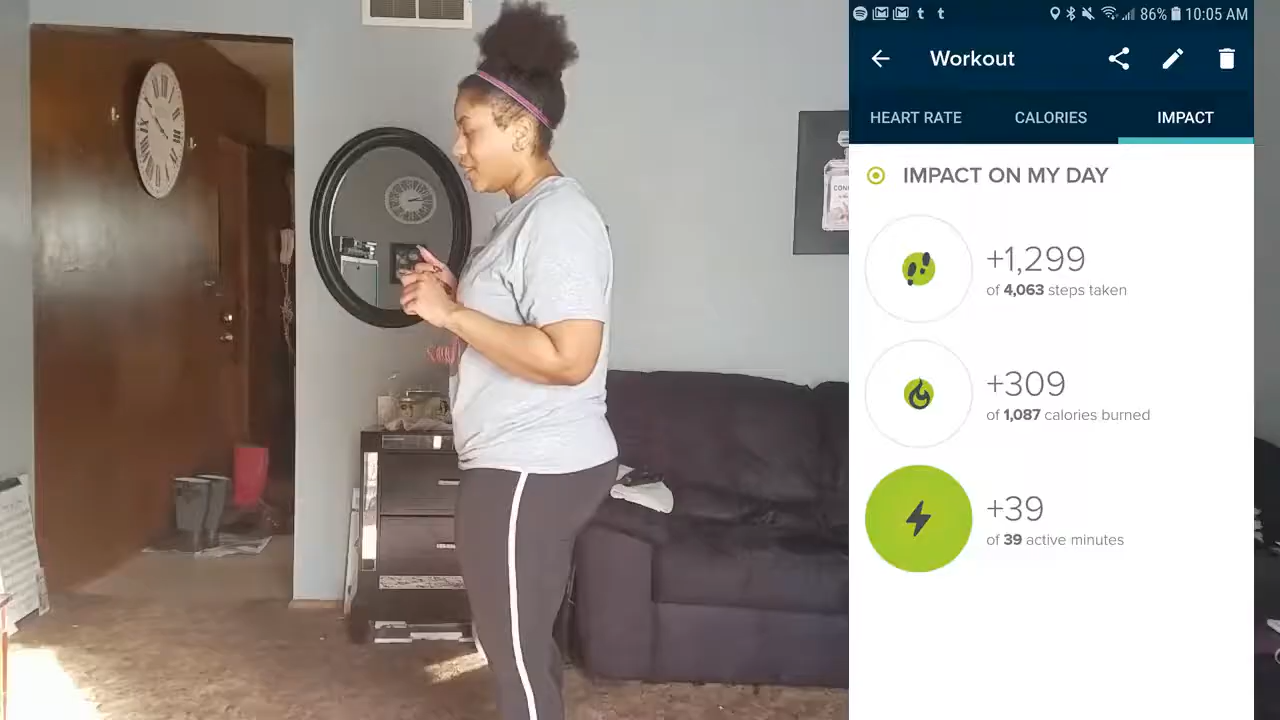 86% 10:05 AM
Workout
HEART RATE CALORIES IMPACT
IMPACT ON MY DAY
+1,299
of 4,063 steps taken
+309
of 1,087 calories burned
+39
of 39 active minutes